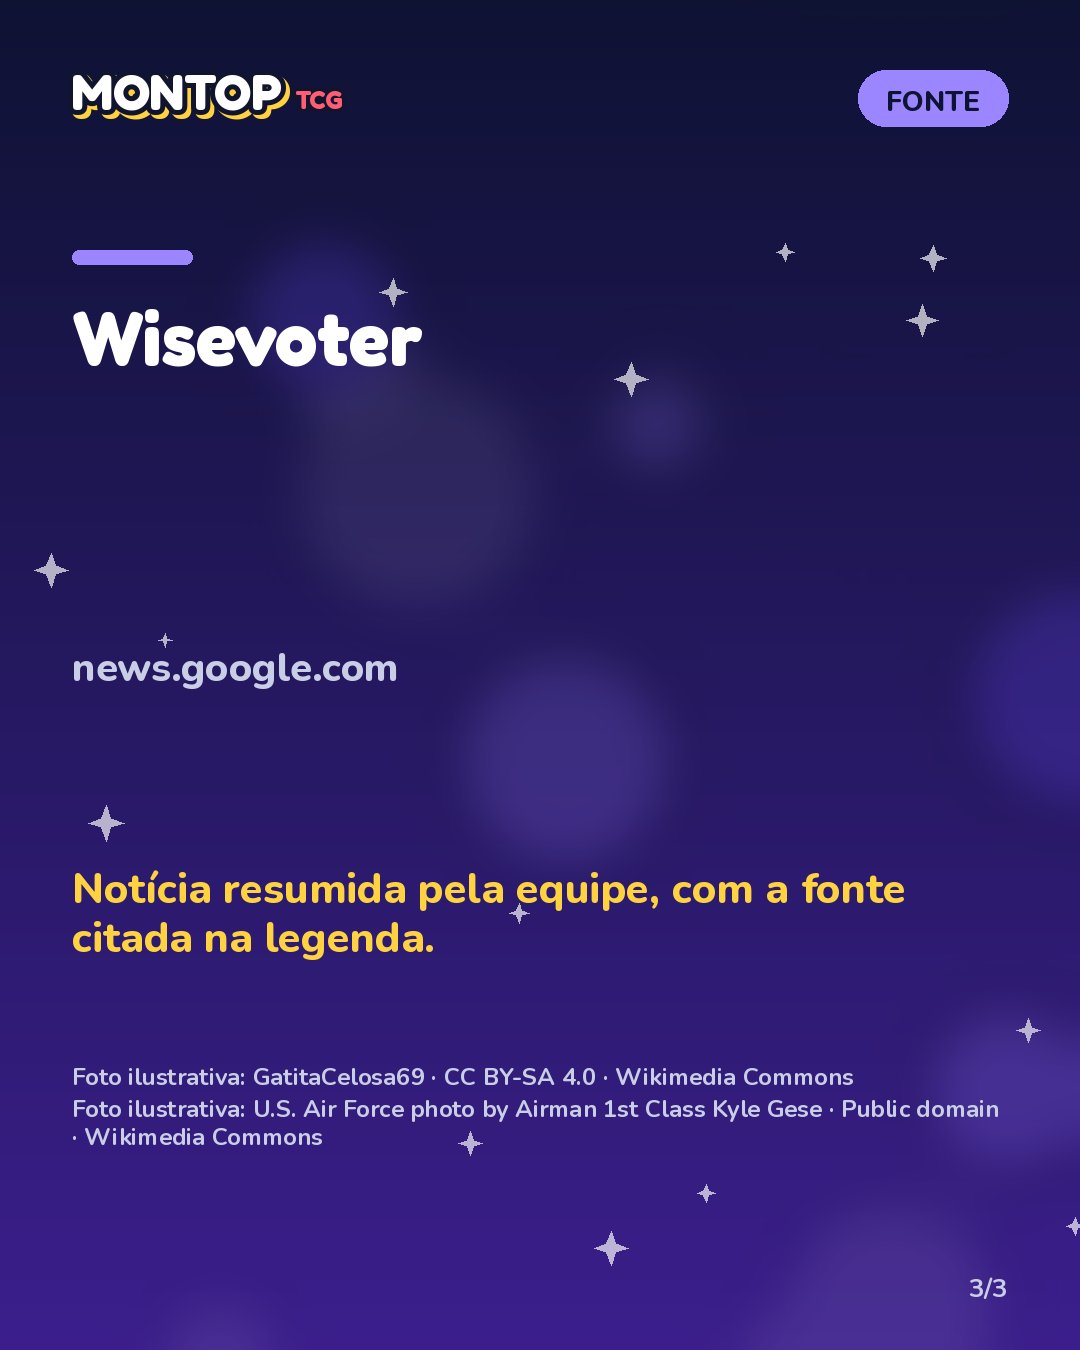 MONTOP TCG
FONTE
Wisevoter
news.google.com
Notícia resumida pela equipe, com a fonte
citada na legenda.
Foto ilustrativa: GatitaCelosa69 · CC BY-SA 4.0 · Wikimedia Commons
Foto ilustrativa: U.S. Air Force photo by Airman 1st Class Kyle Gese · Public domain
· Wikimedia Commons
3/3